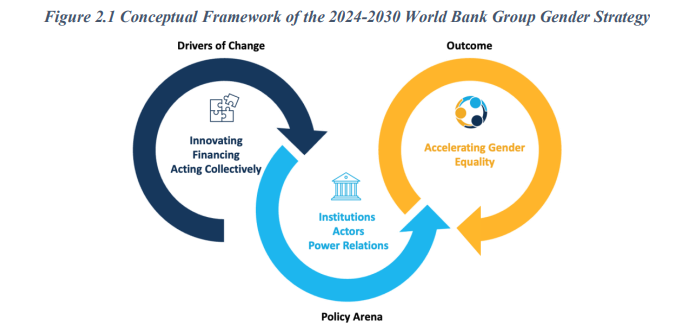 Figure 2.1 Conceptual Framework of the 2024-2030 World Bank Group Gender Strategy
Drivers of Change
Outcome
Innovating
Financing
Acting Collectively
Accelerating Gender
Equality
Institutions
Actors
Power Relations
Policy Arena